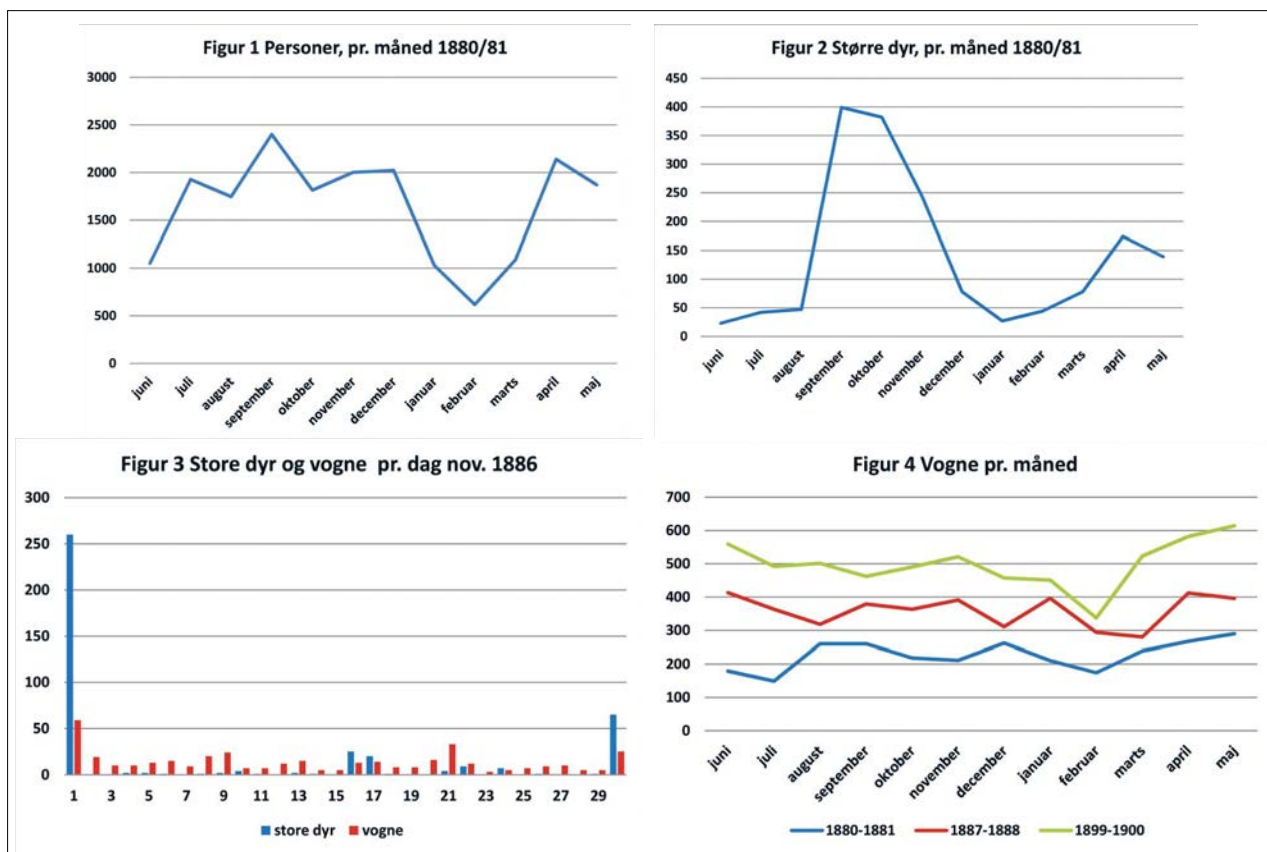 Figur 1 Personer, pr. måned 1880/81
3000
2500
2000
1500
1000
500
0
juni
juli
august
september
oktober
november
december
januar
februar
marts
april
maj
Figur 2 Større dyr, pr. måned 1880/81
450
400
350
300
250
200
150
100
50
0
juni
juli
august
september
oktober
november
december
januar
februar
marts
april
maj
Figur 3 Store dyr og vogne pr. dag nov. 1886
300
250
200
150
100
50
0
1 3 5 7 9 11 13 15 17 19 21 23 25 27 29
store dyr vogne
Figur 4 Vogne pr. måned
700
600
500
400
300
200
100
0
juni
juli
august
september
oktober
november
december
januar
februar
marts
april
maj
1880-1881 1887-1888 1899-1900